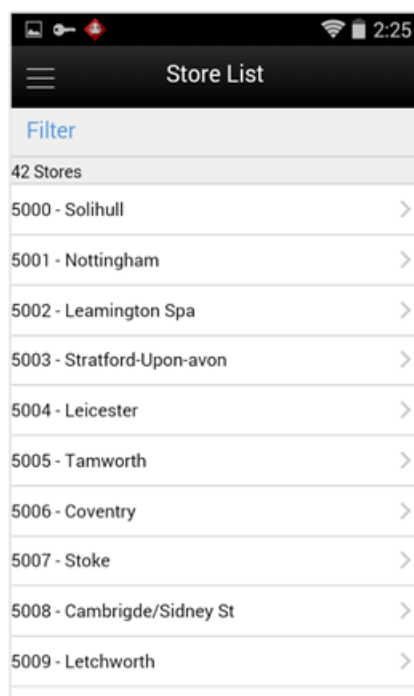 2:25
Store List
Filter
42 Stores
5000 - Solihull
5001 - Nottingham
5002 - Leamington Spa
5003 - Stratford-Upon-avon
5004 - Leicester
5005 - Tamworth
5006 - Coventry
5007 - Stoke
5008 - Cambrigde/Sidney St
5009 - Letchworth